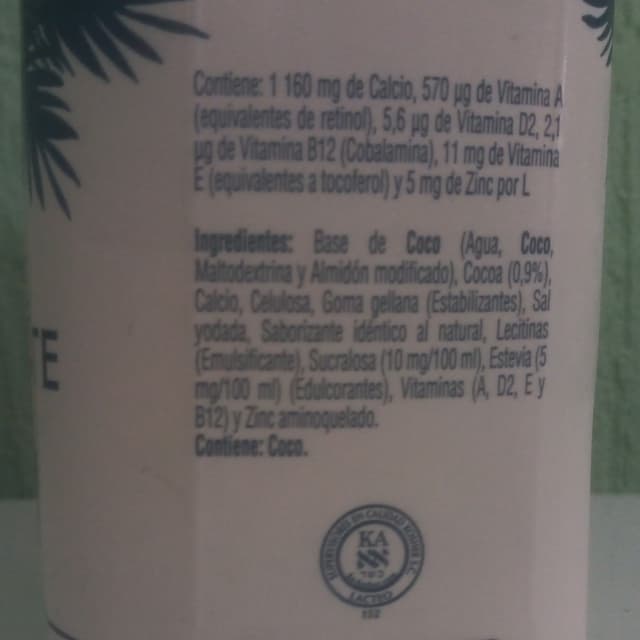 Contiene: 1 160 mg de Calcio, 570 µg de Vitamina A
(equivalentes de retinol), 5,6 µg de Vitamina D2, 2,1
µg de Vitamina B12 (Cobalamina), 11 mg de Vitamina
E (equivalentes a tocoferol) y 5 mg de Zinc por L
Ingredientes: Base de Coco (Agua, Coco,
Maltodextrina y Almidón modificado), Cocoa (0,9%),
Calcio, Celulosa, Goma gellana (Estabilizantes), Sal
yodada, Saborizante idéntico al natural, Lecitinas
(Emulsificante), Sucralosa (10 mg/100 ml), Estevia (5
mg/100 ml) (Edulcorantes), Vitaminas (A, D2, E y
B12) y Zinc aminoquelado.
Contiene: Coco.
TE
KA
LACTEO